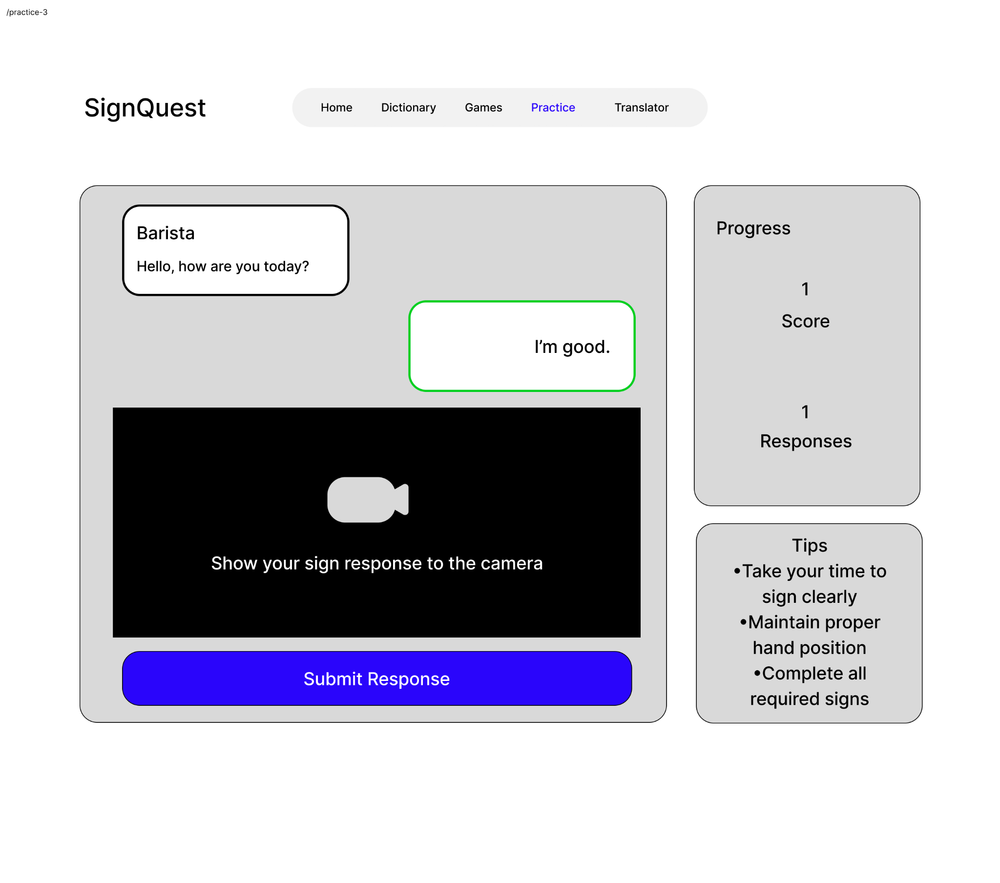 /practice-3
SignQuest
Home Dictionary Games Practice Translator
Barista
Hello, how are you today?
I’m good.
Show your sign response to the camera
Submit Response
Progress
1
Score
1
Responses
Tips
•Take your time to
sign clearly
•Maintain proper
hand position
•Complete all
required signs